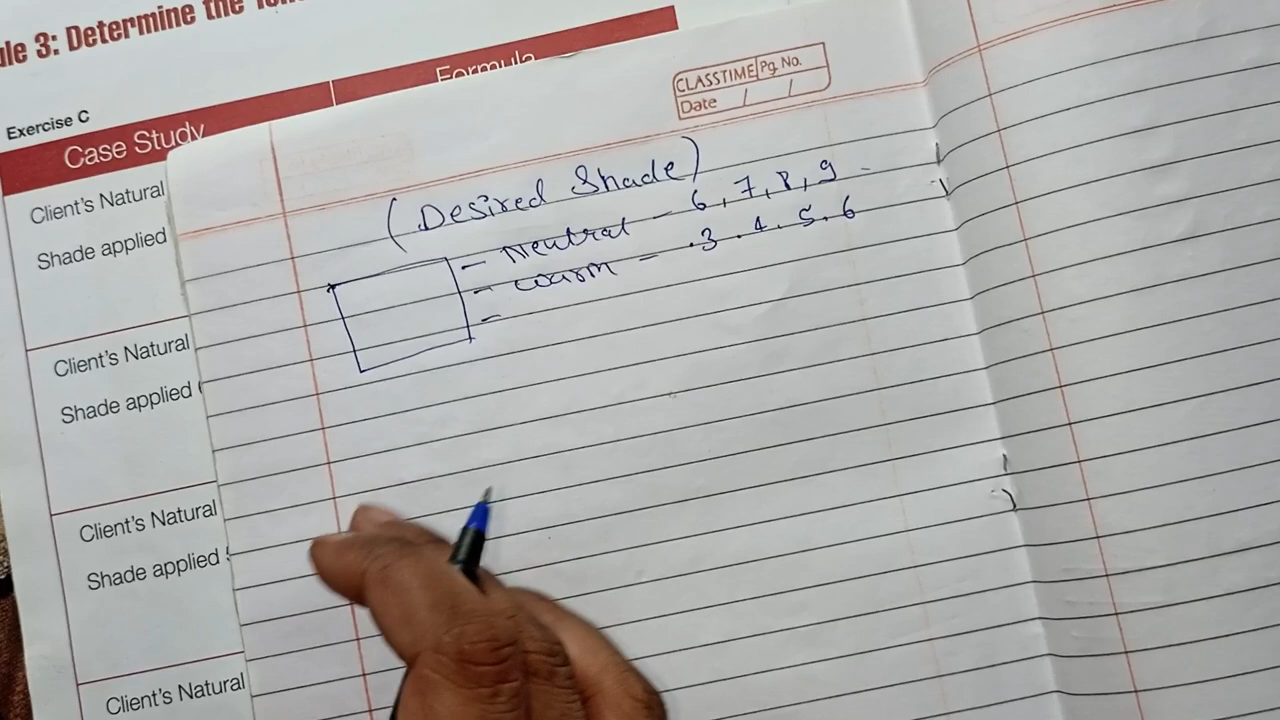 le 3: Determine the
Formula
Exercise C
Case Study
CLASSTIME Pg. No.
Date / /
Client's Natural
Shade applied
(Desired Shade)
- Neutral - 6, 7, 8, 9 -
- warm - .3 .4 .5 .6
-
Client's Natural
Shade applied
Client's Natural
Shade applied
Client's Natural